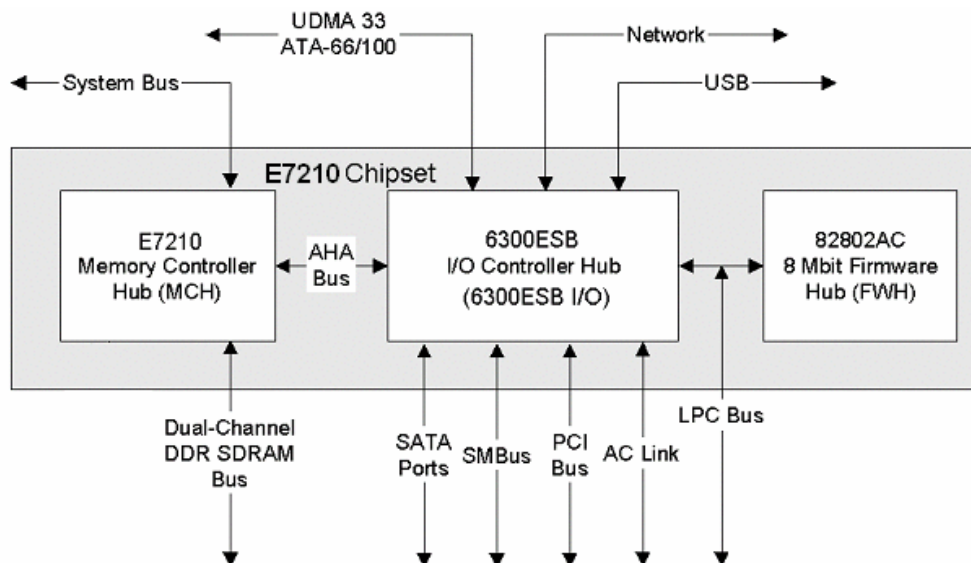 UDMA 33
ATA-66/100
Network
System Bus
USB
E7210 Chipset
E7210
Memory Controller
Hub (MCH)
AHA
Bus
6300ESB
I/O Controller Hub
(6300ESB I/O)
82802AC
8 Mbit Firmware
Hub (FWH)
Dual-Channel
DDR SDRAM
Bus
SATA
Ports
SMBus
PCI
Bus
AC Link
LPC Bus